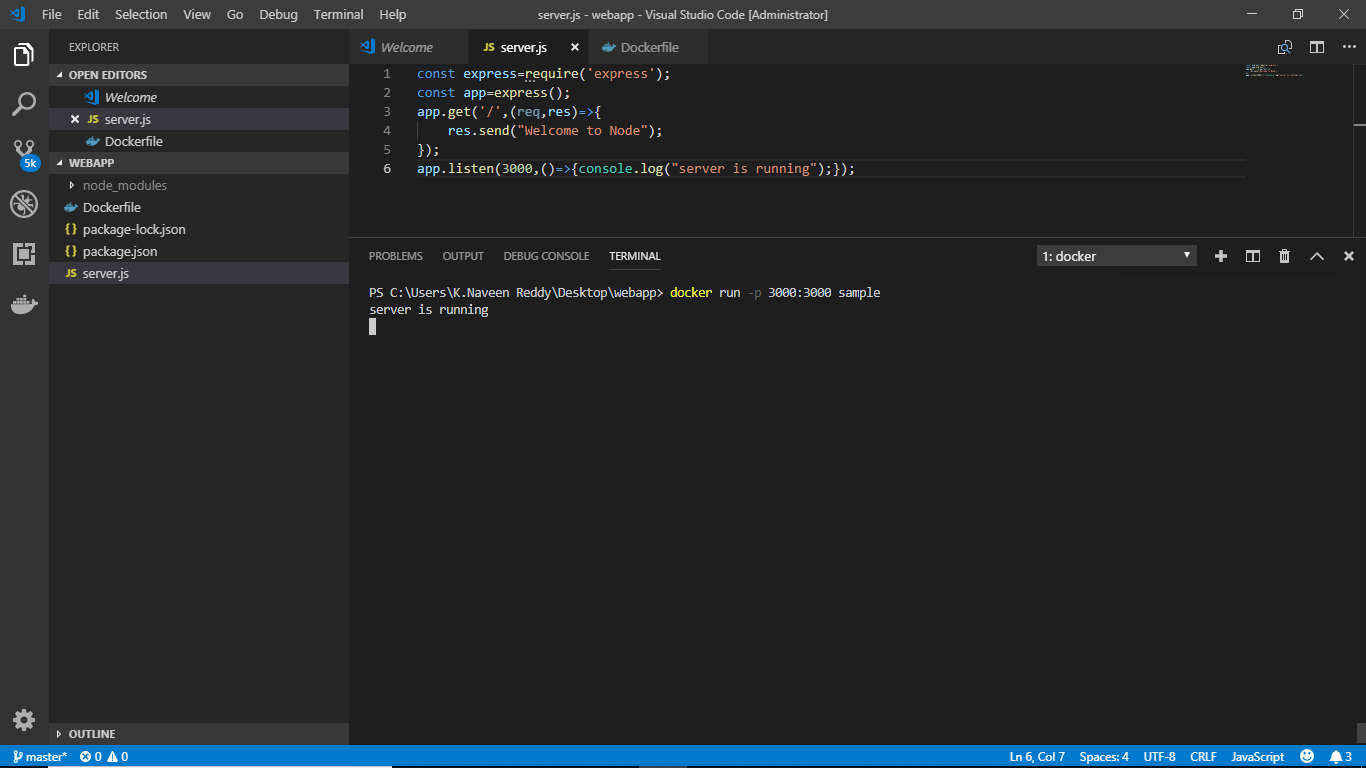 File Edit Selection View Go Debug Terminal Help server.js - webapp - Visual Studio Code [Administrator]
EXPLORER
OPEN EDITORS
Welcome
JS server.js
Dockerfile
5k
WEBAPP
node_modules
Dockerfile
{} package-lock.json
{} package.json
JS server.js
OUTLINE
Welcome JS server.js Dockerfile
1 const express=require('express');
2 const app=express();
3 app.get('/',(req,res)=>{
4 res.send("Welcome to Node");
5 });
6 app.listen(3000,()=>{console.log("server is running");});
PROBLEMS OUTPUT DEBUG CONSOLE TERMINAL 1: docker
PS C:\Users\K.Naveen Reddy\Desktop\webapp> docker run -p 3000:3000 sample
server is running
master* 0 0 Ln 6, Col 7 Spaces: 4 UTF-8 CRLF JavaScript 3